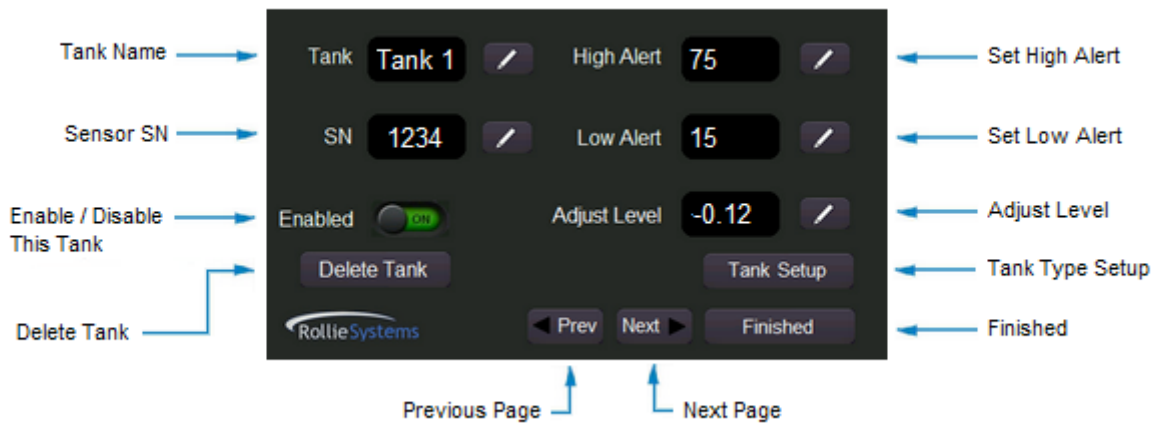 Tank Name
Tank Tank 1
High Alert 75
Set High Alert
Sensor SN
SN 1234
Low Alert 15
Set Low Alert
Enable / Disable
This Tank
Enabled ON
Adjust Level -0.12
Adjust Level
Delete Tank
Tank Setup
Tank Type Setup
Delete Tank
RollieSystems
Prev Next Finished
Finished
Previous Page
Next Page